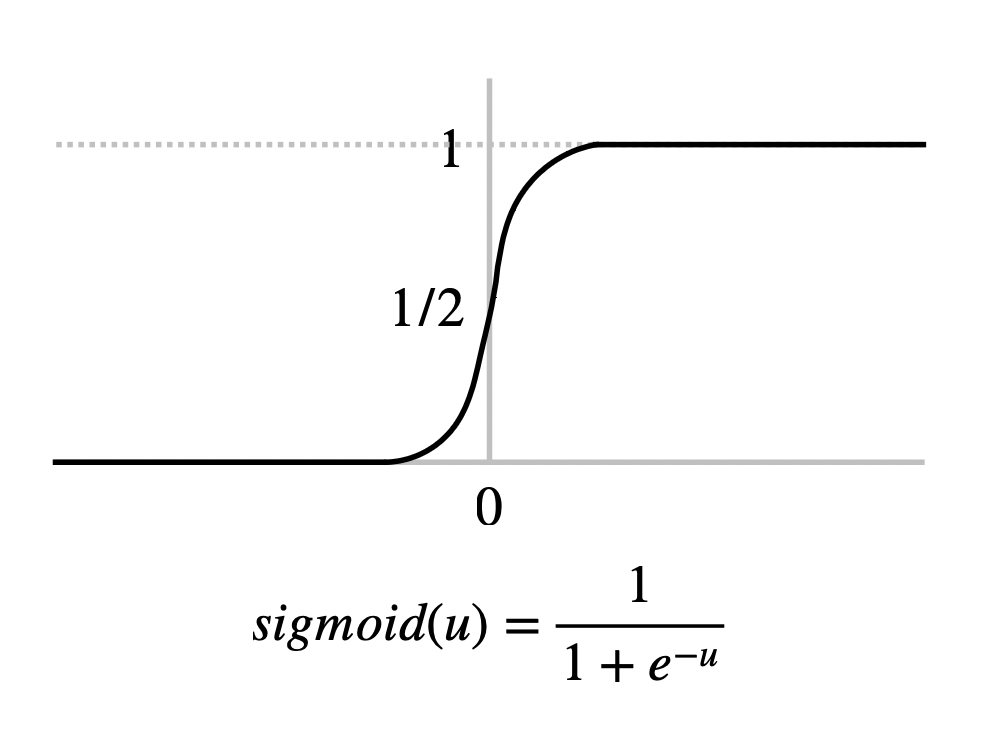 1
1/2
0
sigmoid(u) = 1 / (1 + e^{-u})